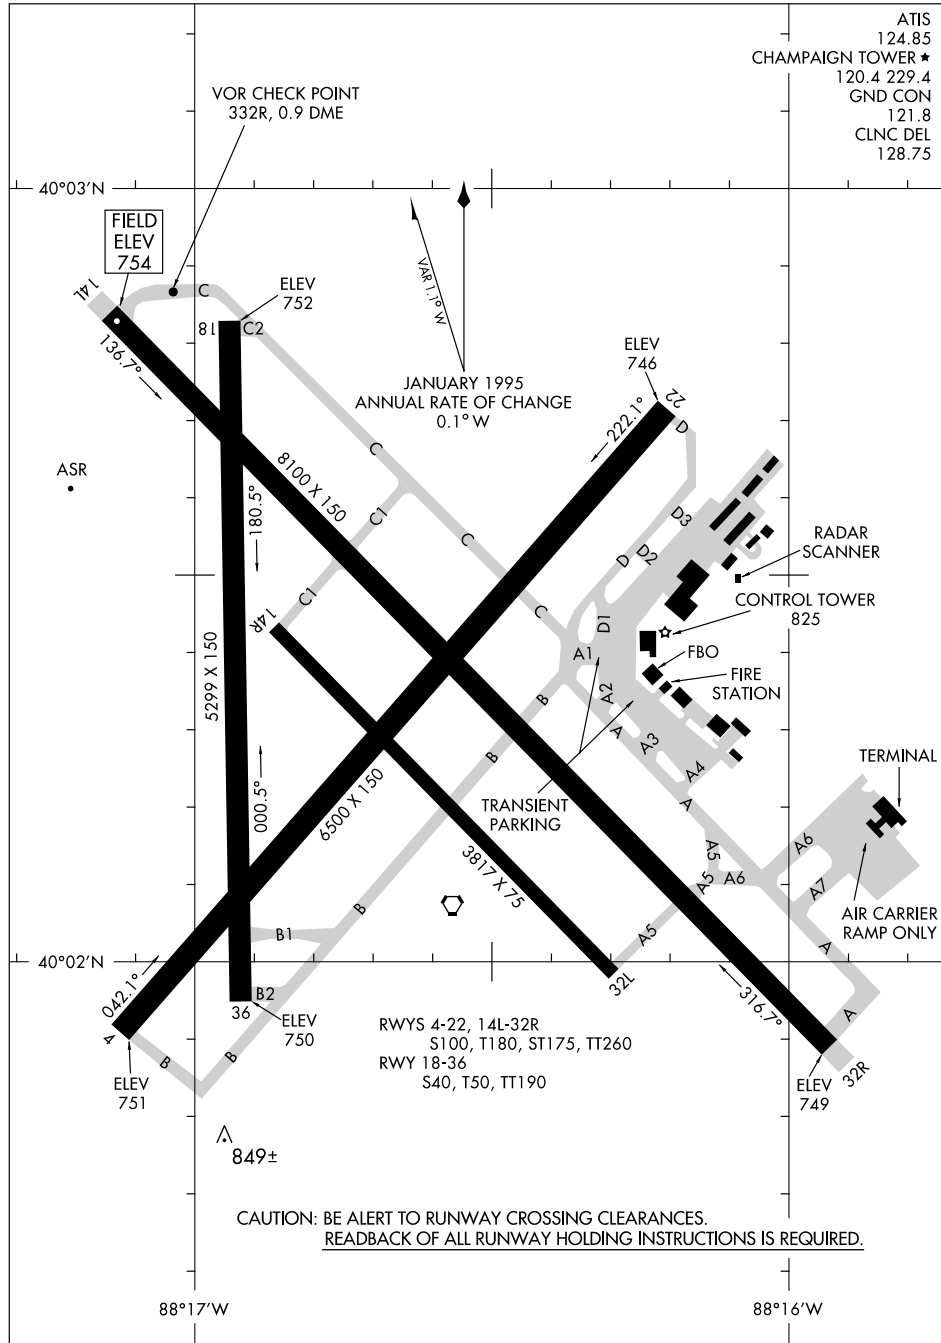 ATIS
124.85
CHAMPAIGN TOWER ★
120.4 229.4
GND CON
121.8
CLNC DEL
128.75
VOR CHECK POINT
332R, 0.9 DME
40°03'N
FIELD
ELEV
754
14L
136.7°
C
ELEV
752
18
C2
VAR 1.1° W
JANUARY 1995
ANNUAL RATE OF CHANGE
0.1° W
ELEV
746
22
222.1°
D
ASR
8100 X 150
C
C1
180.5°
C
D3
D2
D
RADAR
SCANNER
C1
14R
C
D1
CONTROL TOWER
825
5299 X 150
A1
FBO
FIRE
STATION
A2
B
A
A3
B
A4
000.5°
6500 X 150
TRANSIENT
PARKING
A
TERMINAL
3817 X 75
A5
A6
A5
A6
A7
B
B1
A5
AIR CARRIER
RAMP ONLY
A
40°02'N
042.1°
B2
36
32L
316.7°
A
ELEV
750
4
B
B
RWYS 4-22, 14L-32R
S100, T180, ST175, TT260
RWY 18-36
S40, T50, TT190
ELEV
751
ELEV
749
32R
849±
CAUTION: BE ALERT TO RUNWAY CROSSING CLEARANCES.
READBACK OF ALL RUNWAY HOLDING INSTRUCTIONS IS REQUIRED.
88°17'W
88°16'W